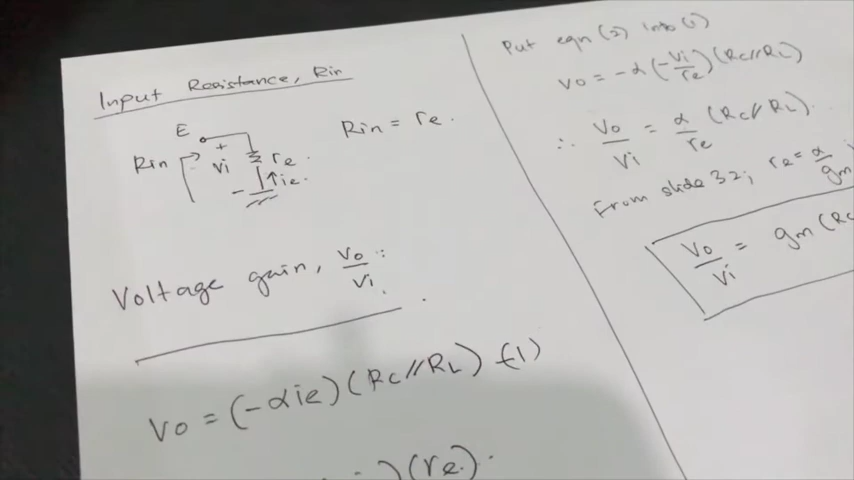 Input Resistance, Rin
E
+
Rin
Vi
re
ie
-
Rin = re.
Voltage gain, Vo/Vi :
Vo = (-αie)(Rc//RL) -(1)
)(re).
Put eqn (2) into (1)
Vo = -α(-Vi/re)(Rc//RL)
∴ Vo/Vi = α/re (Rc//RL).
From slide 32, re = α/gm
Vo/Vi = gm(Rc